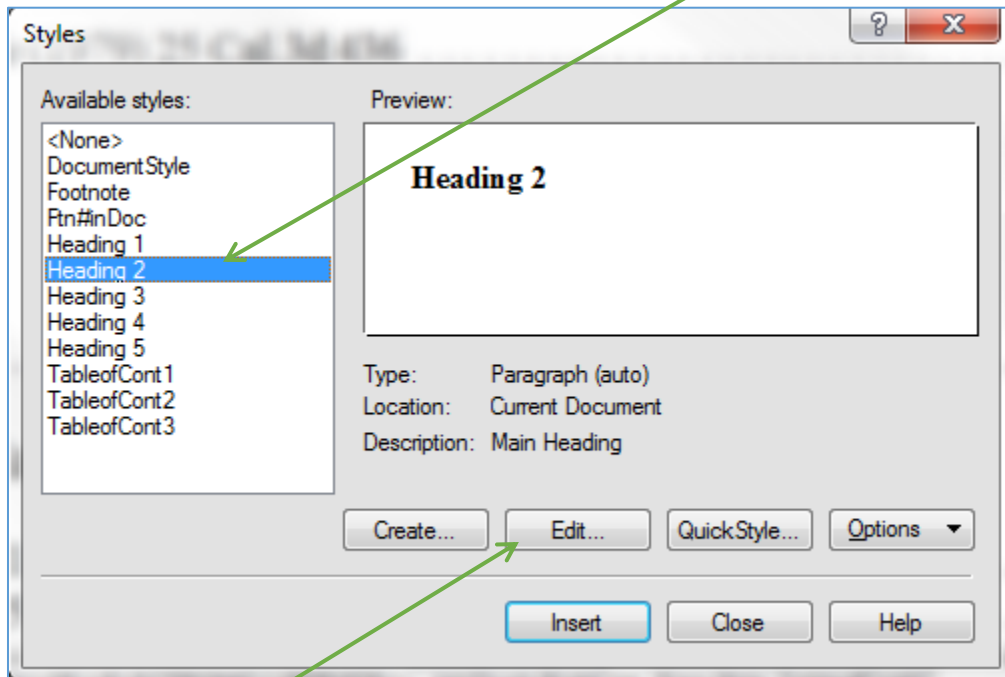 Styles
Available styles:
Preview:
<None>
DocumentStyle
Footnote
Ftn#inDoc
Heading 1
Heading 2
Heading 3
Heading 4
Heading 5
TableofCont1
TableofCont2
TableofCont3
Heading 2
Type: Paragraph (auto)
Location: Current Document
Description: Main Heading
Create... Edit... QuickStyle... Options
Insert Close Help